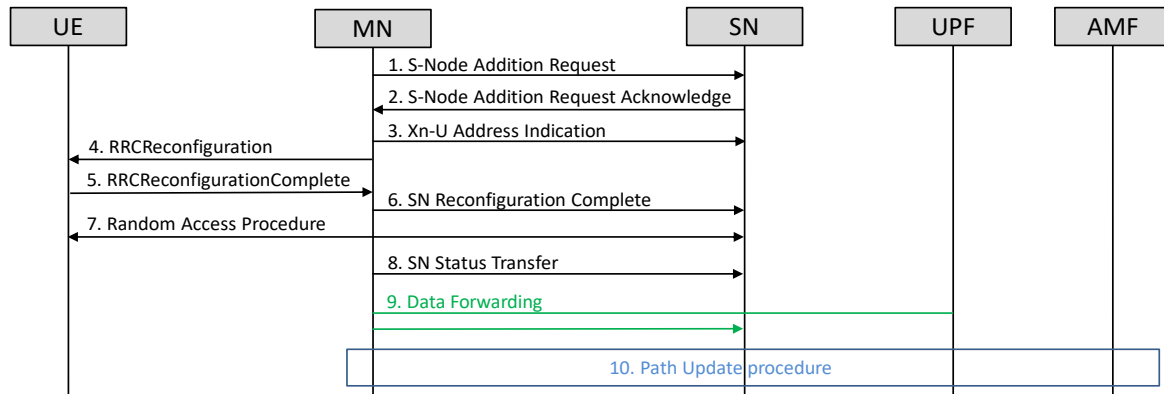 UE MN SN UPF AMF
1. S-Node Addition Request
2. S-Node Addition Request Acknowledge
3. Xn-U Address Indication
4. RRCReconfiguration
5. RRCReconfigurationComplete
6. SN Reconfiguration Complete
7. Random Access Procedure
8. SN Status Transfer
9. Data Forwarding
10. Path Update procedure